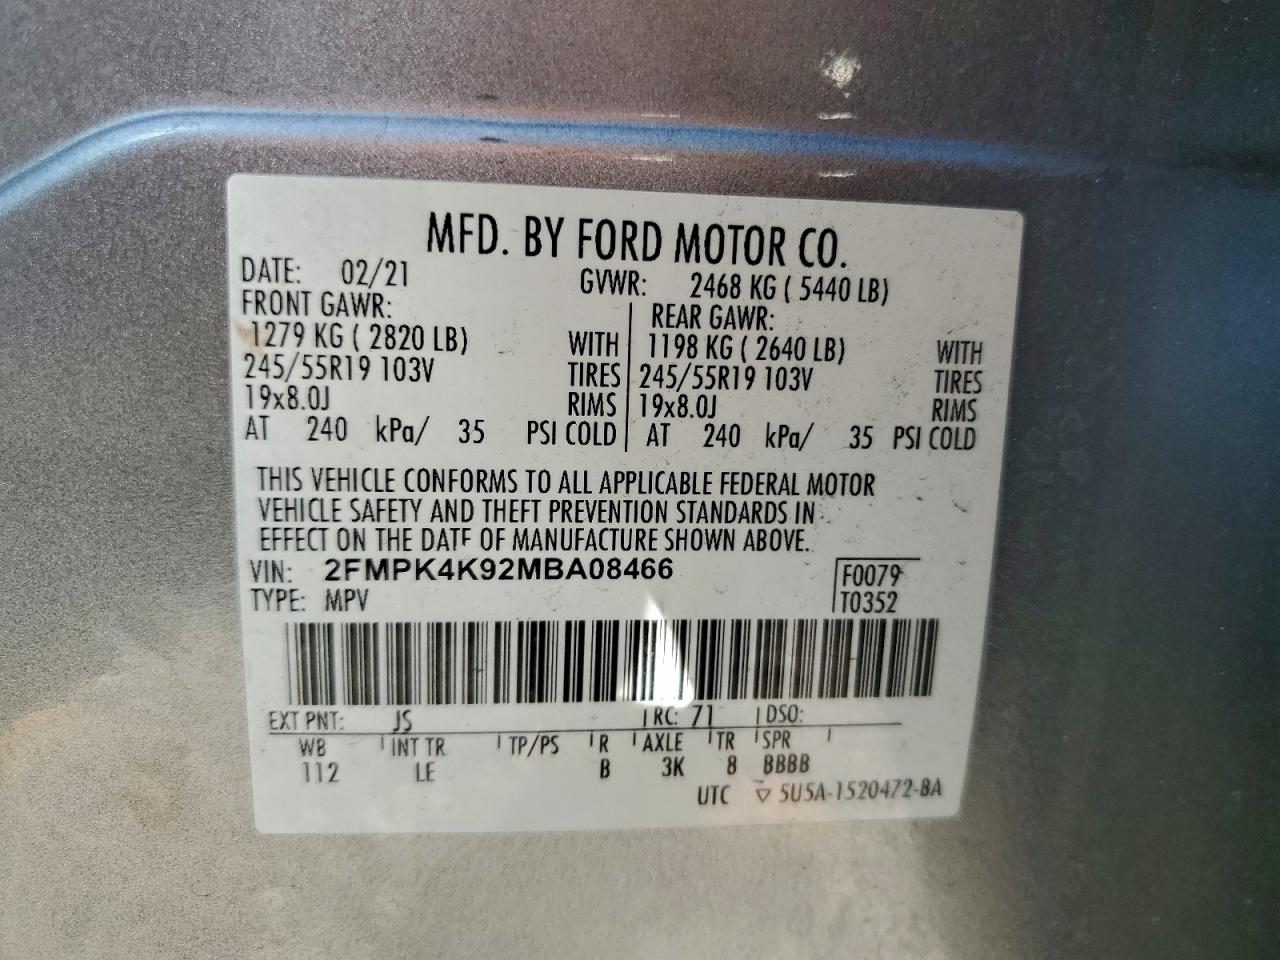 MFD. BY FORD MOTOR CO.
DATE: 02/21 GVWR: 2468 KG ( 5440 LB)
FRONT GAWR: REAR GAWR:
1279 KG ( 2820 LB) WITH 1198 KG ( 2640 LB) WITH
245/55R19 103V TIRES 245/55R19 103V TIRES
19x8.0J RIMS 19x8.0J RIMS
AT 240 kPa/ 35 PSI COLD AT 240 kPa/ 35 PSI COLD
THIS VEHICLE CONFORMS TO ALL APPLICABLE FEDERAL MOTOR
VEHICLE SAFETY AND THEFT PREVENTION STANDARDS IN
EFFECT ON THE DATE OF MANUFACTURE SHOWN ABOVE.
VIN: 2FMPK4K92MBA08466 F0079
TYPE: MPV T0352
EXT PNT: JS RC: 71 DSO:
WB INT TR TP/PS R AXLE TR SPR
112 LE B 3K 8 BBBB
UTC ▽ 5U5A-1520472-BA